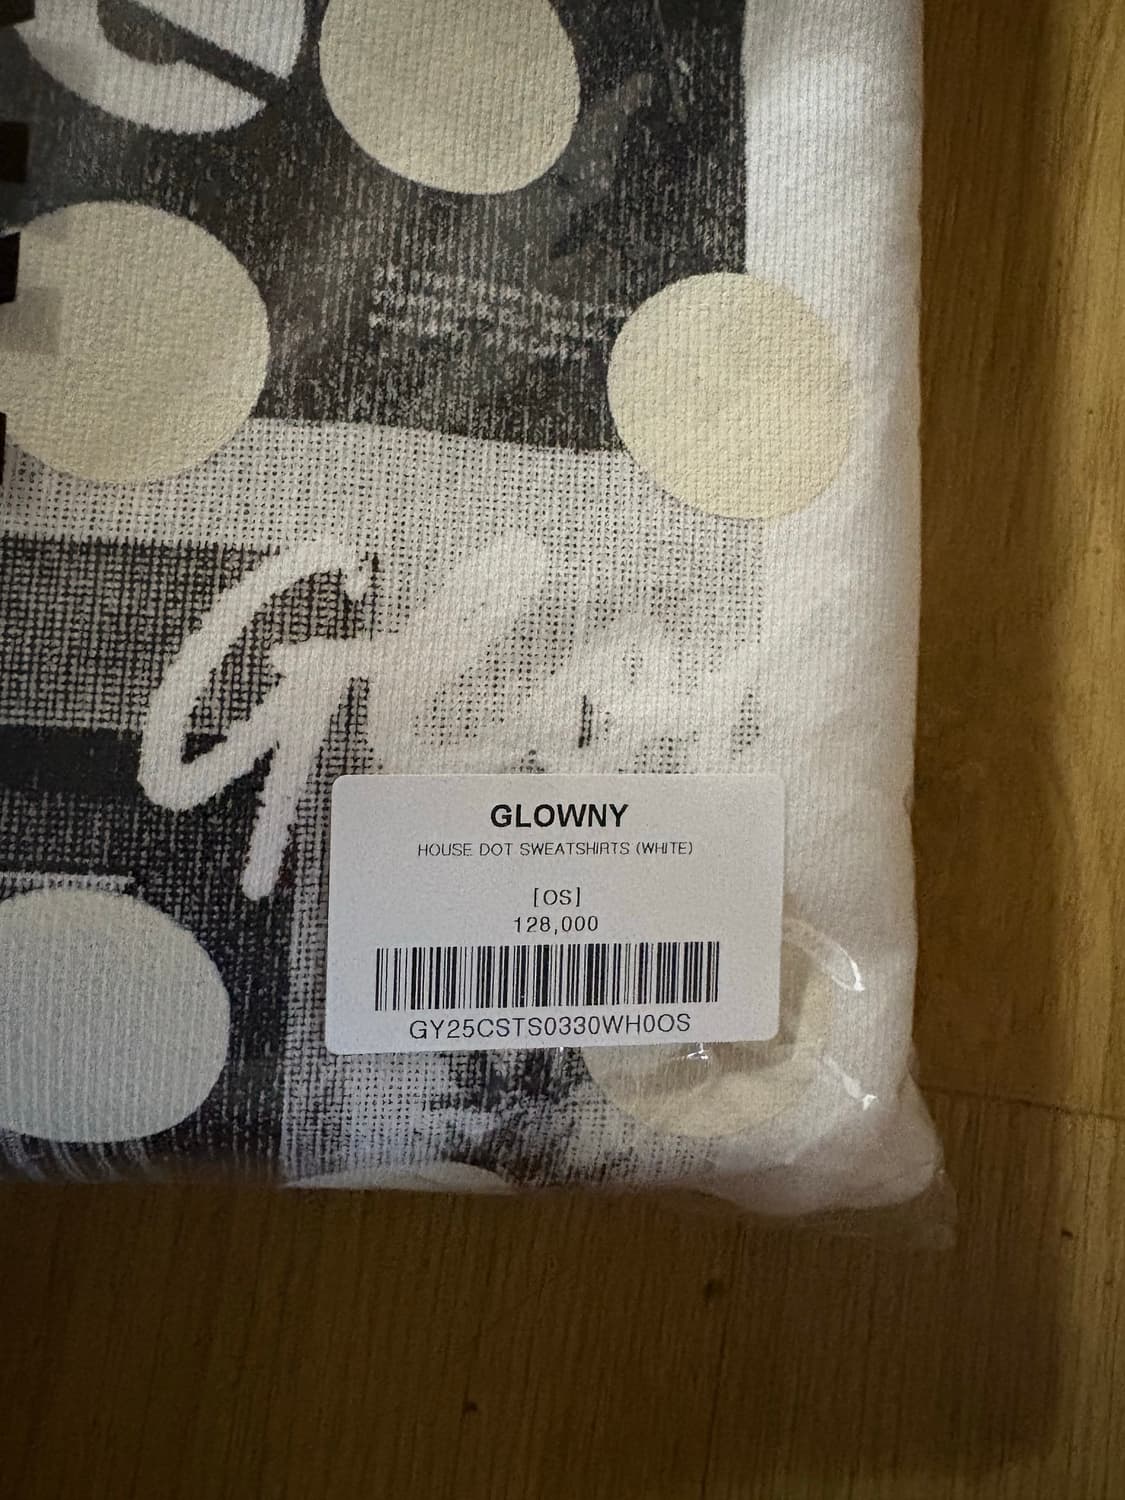 GLOWNY
HOUSE DOT SWEATSHIRTS (WHITE)
[OS]
128,000
GY25CSTS0330WH0OS